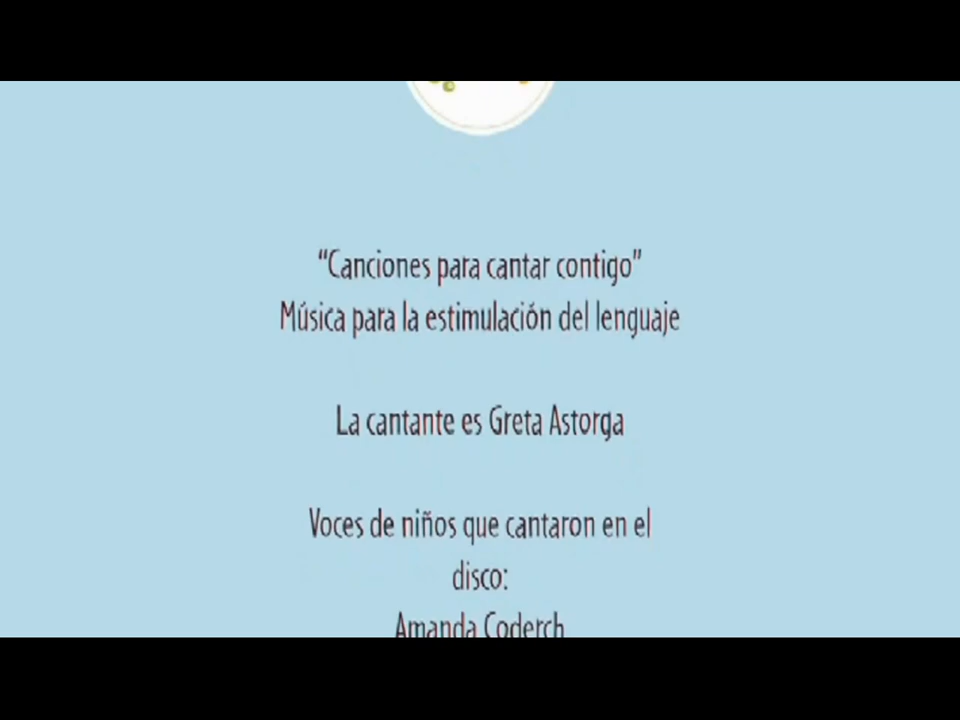 “Canciones para cantar contigo”
Música para la estimulación del lenguaje
La cantante es Greta Astorga
Voces de niños que cantaron en el
disco:
Amanda Coderch